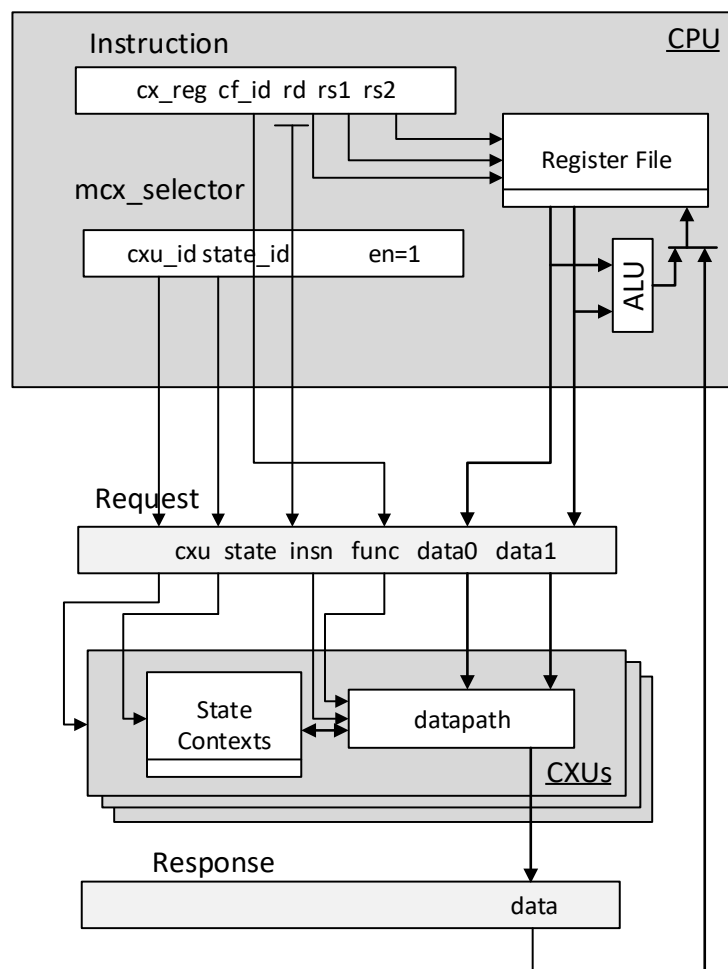 CPU
Instruction
cx_reg cf_id rd rs1 rs2
Register File
mcx_selector
cxu_id state_id en=1
ALU
Request
cxu state insn func data0 data1
State
Contexts
datapath
CXUs
Response
data